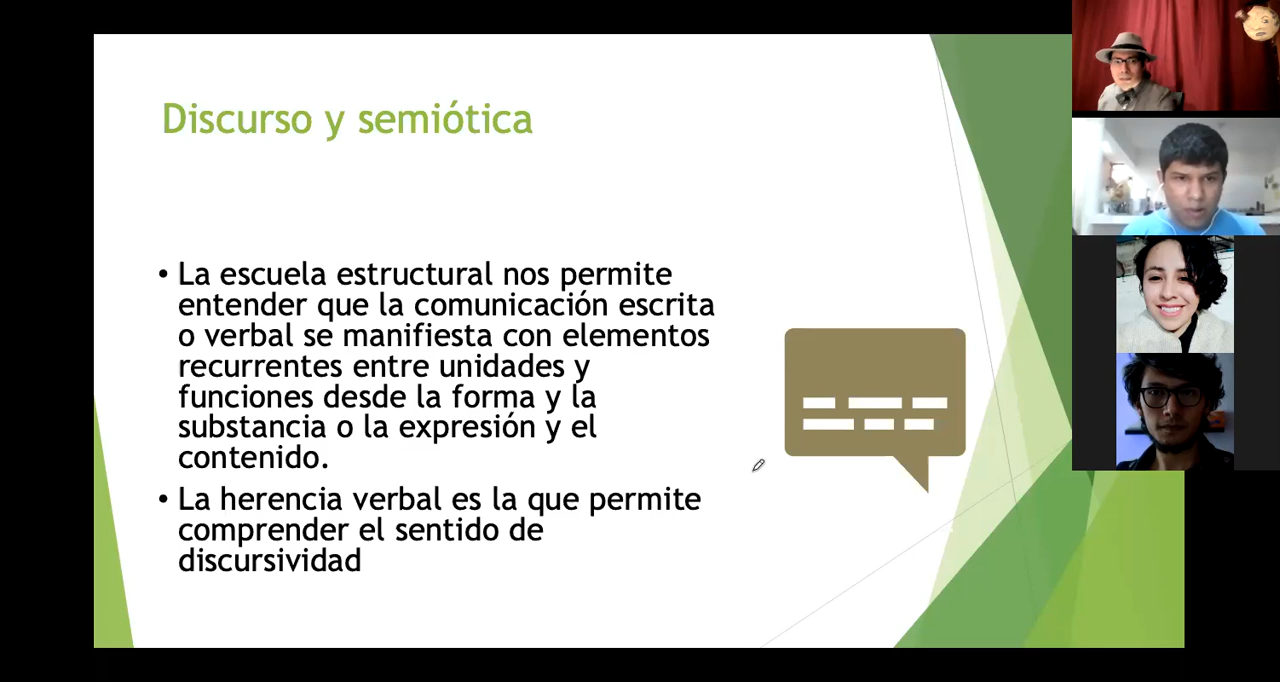 Discurso y semiótica
• La escuela estructural nos permite
entender que la comunicación escrita
o verbal se manifiesta con elementos
recurrentes entre unidades y
funciones desde la forma y la
substancia o la expresión y el
contenido.
• La herencia verbal es la que permite
comprender el sentido de
discursividad